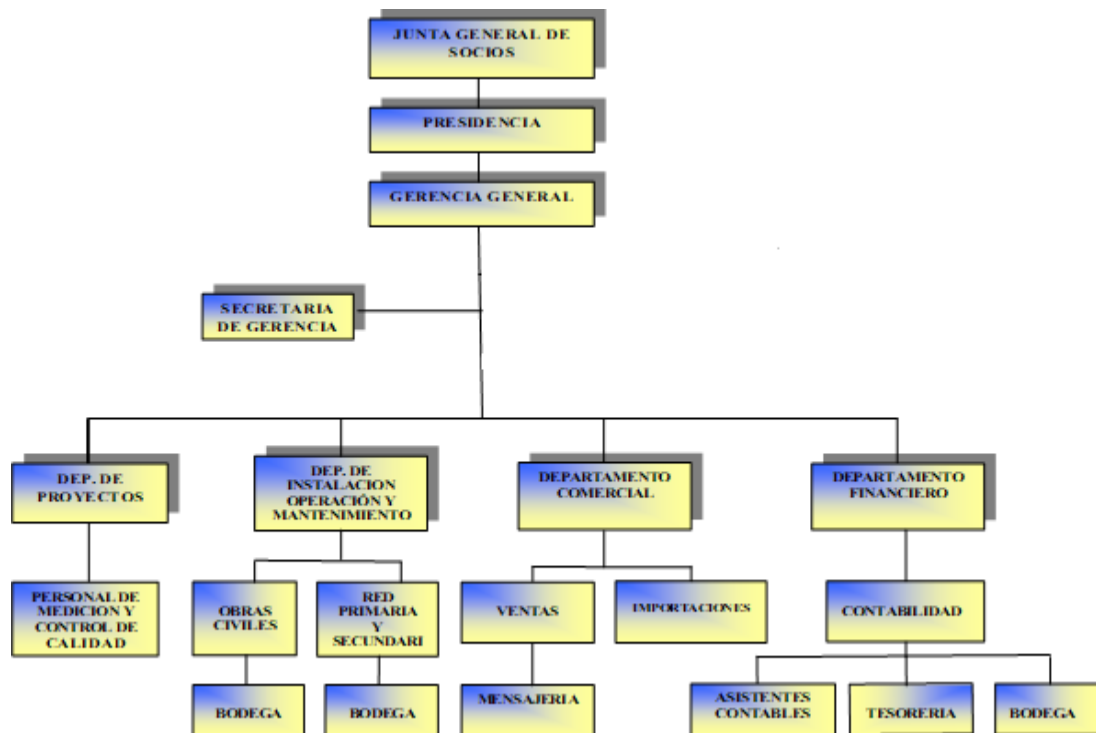 JUNTA GENERAL DE
SOCIOS
PRESIDENCIA
GERENCIA GENERAL
SECRETARIA
DE GERENCIA
DEP. DE
PROYECTOS
DEP. DE
INSTALACION
OPERACIÓN Y
MANTENIMIENTO
DEPARTAMENTO
COMERCIAL
DEPARTAMENTO
FINANCIERO
PERSONAL DE
MEDICION Y
CONTROL DE
CALIDAD
OBRAS
CIVILES
RED
PRIMARIA
Y
SECUNDARI
VENTAS
IMPORTACIONES
CONTABILIDAD
BODEGA
BODEGA
MENSAJERIA
ASISTENTES
CONTABLES
TESORERIA
BODEGA